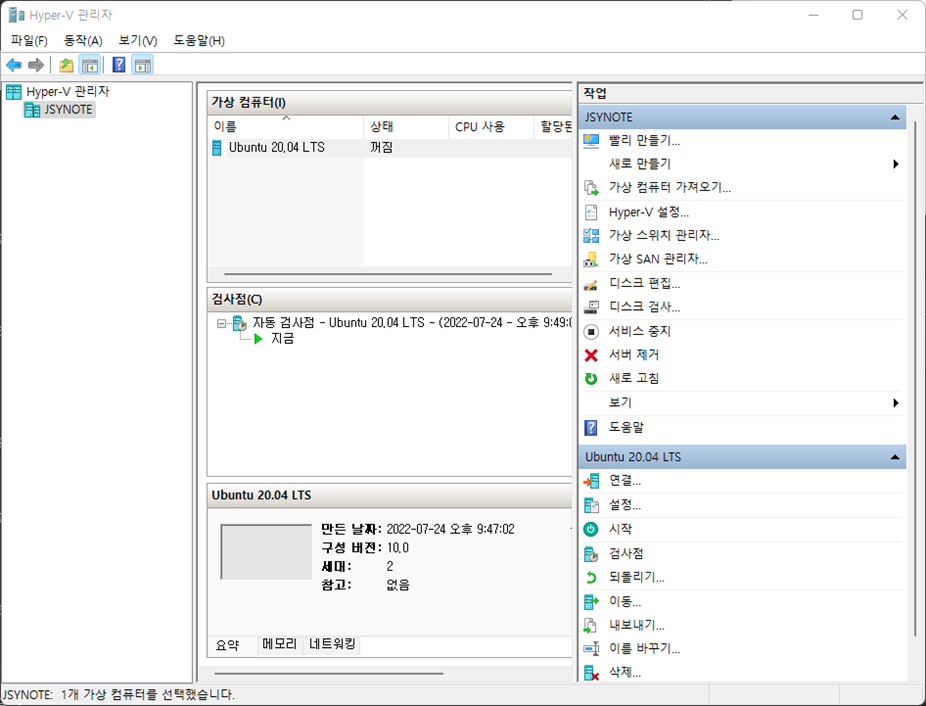 Hyper-V 관리자
파일(F) 동작(A) 보기(V) 도움말(H)
Hyper-V 관리자
JSYNOTE
가상 컴퓨터(I)
이름 상태 CPU 사용 할당된
Ubuntu 20.04 LTS 꺼짐
검사점(C)
자동 검사점 - Ubuntu 20.04 LTS - (2022-07-24 - 오후 9:49:0
지금
Ubuntu 20.04 LTS
만든 날짜: 2022-07-24 오후 9:47:02
구성 버전: 10.0
세대: 2
참고: 없음
요약 메모리 네트워킹
작업
JSYNOTE
빨리 만들기...
새로 만들기
가상 컴퓨터 가져오기...
Hyper-V 설정...
가상 스위치 관리자...
가상 SAN 관리자...
디스크 편집...
디스크 검사...
서비스 중지
서버 제거
새로 고침
보기
도움말
Ubuntu 20.04 LTS
연결...
설정...
시작
검사점
되돌리기...
이동...
내보내기...
이름 바꾸기...
삭제...
JSYNOTE: 1개 가상 컴퓨터를 선택했습니다.